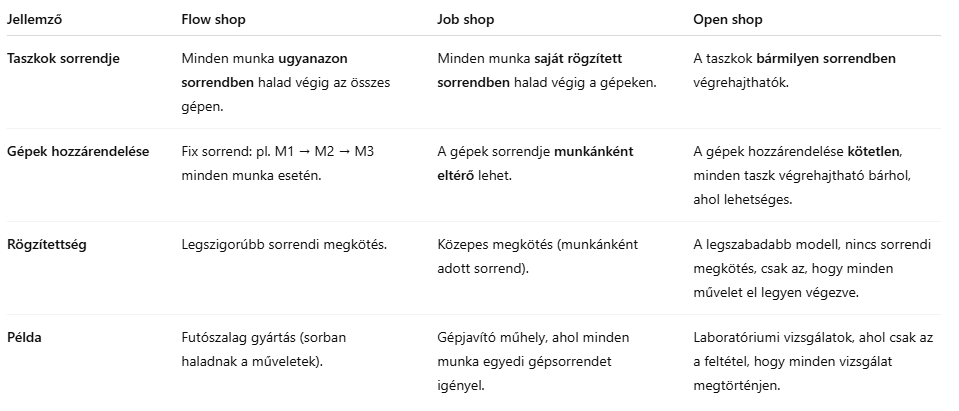 Jellemző Flow shop Job shop Open shop
Taszkok sorrendje Minden munka ugyanazon Minden munka saját rögzített A taszkok bármilyen sorrendben
sorrendben halad végig az összes sorrendben halad végig a gépeken. végrehajthatók.
gépen.
Gépek hozzárendelése Fix sorrend: pl. M1 → M2 → M3 A gépek sorrendje munkánként A gépek hozzárendelése kötetlen,
minden munka esetén. eltérő lehet. minden taszk végrehajtható bárhol,
ahol lehetséges.
Rögzítettség Legszigorúbb sorrendi megkötés. Közepes megkötés (munkánként A legszabadabb modell, nincs sorrendi
adott sorrend). megkötés, csak az, hogy minden
művelet el legyen végezve.
Példa Futószalag gyártás (sorban Gépjavító műhely, ahol minden Laboratóriumi vizsgálatok, ahol csak az
haladnak a műveletek). munka egyedi gépsorrendet a feltétel, hogy minden vizsgálat
igényel. megtörténjen.